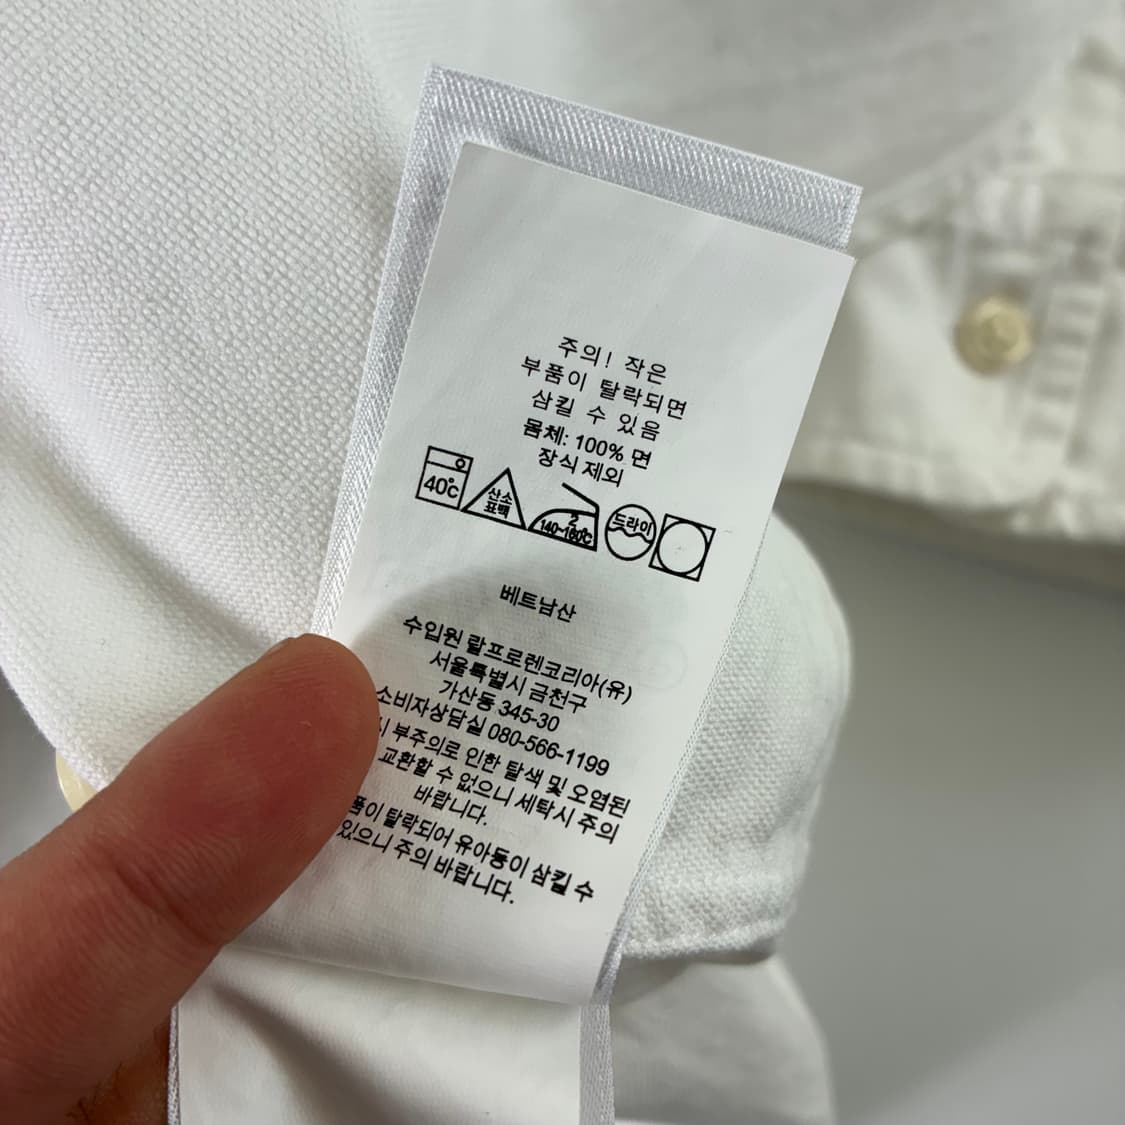 주의! 작은
부품이 탈락되면
삼킬 수 있음
몸체: 100% 면
장식 제외
40℃
산소
표백
2
140~160℃
드라이
베트남산
수입원 랄프로렌코리아(유)
서울특별시 금천구
가산동 345-30
소비자상담실 080-566-1199
부주의로 인한 탈색 및 오염된
교환할 수 없으니 세탁시 주의
바랍니다.
탈락되어 유아동이 삼킬 수
있으니 주의 바랍니다.